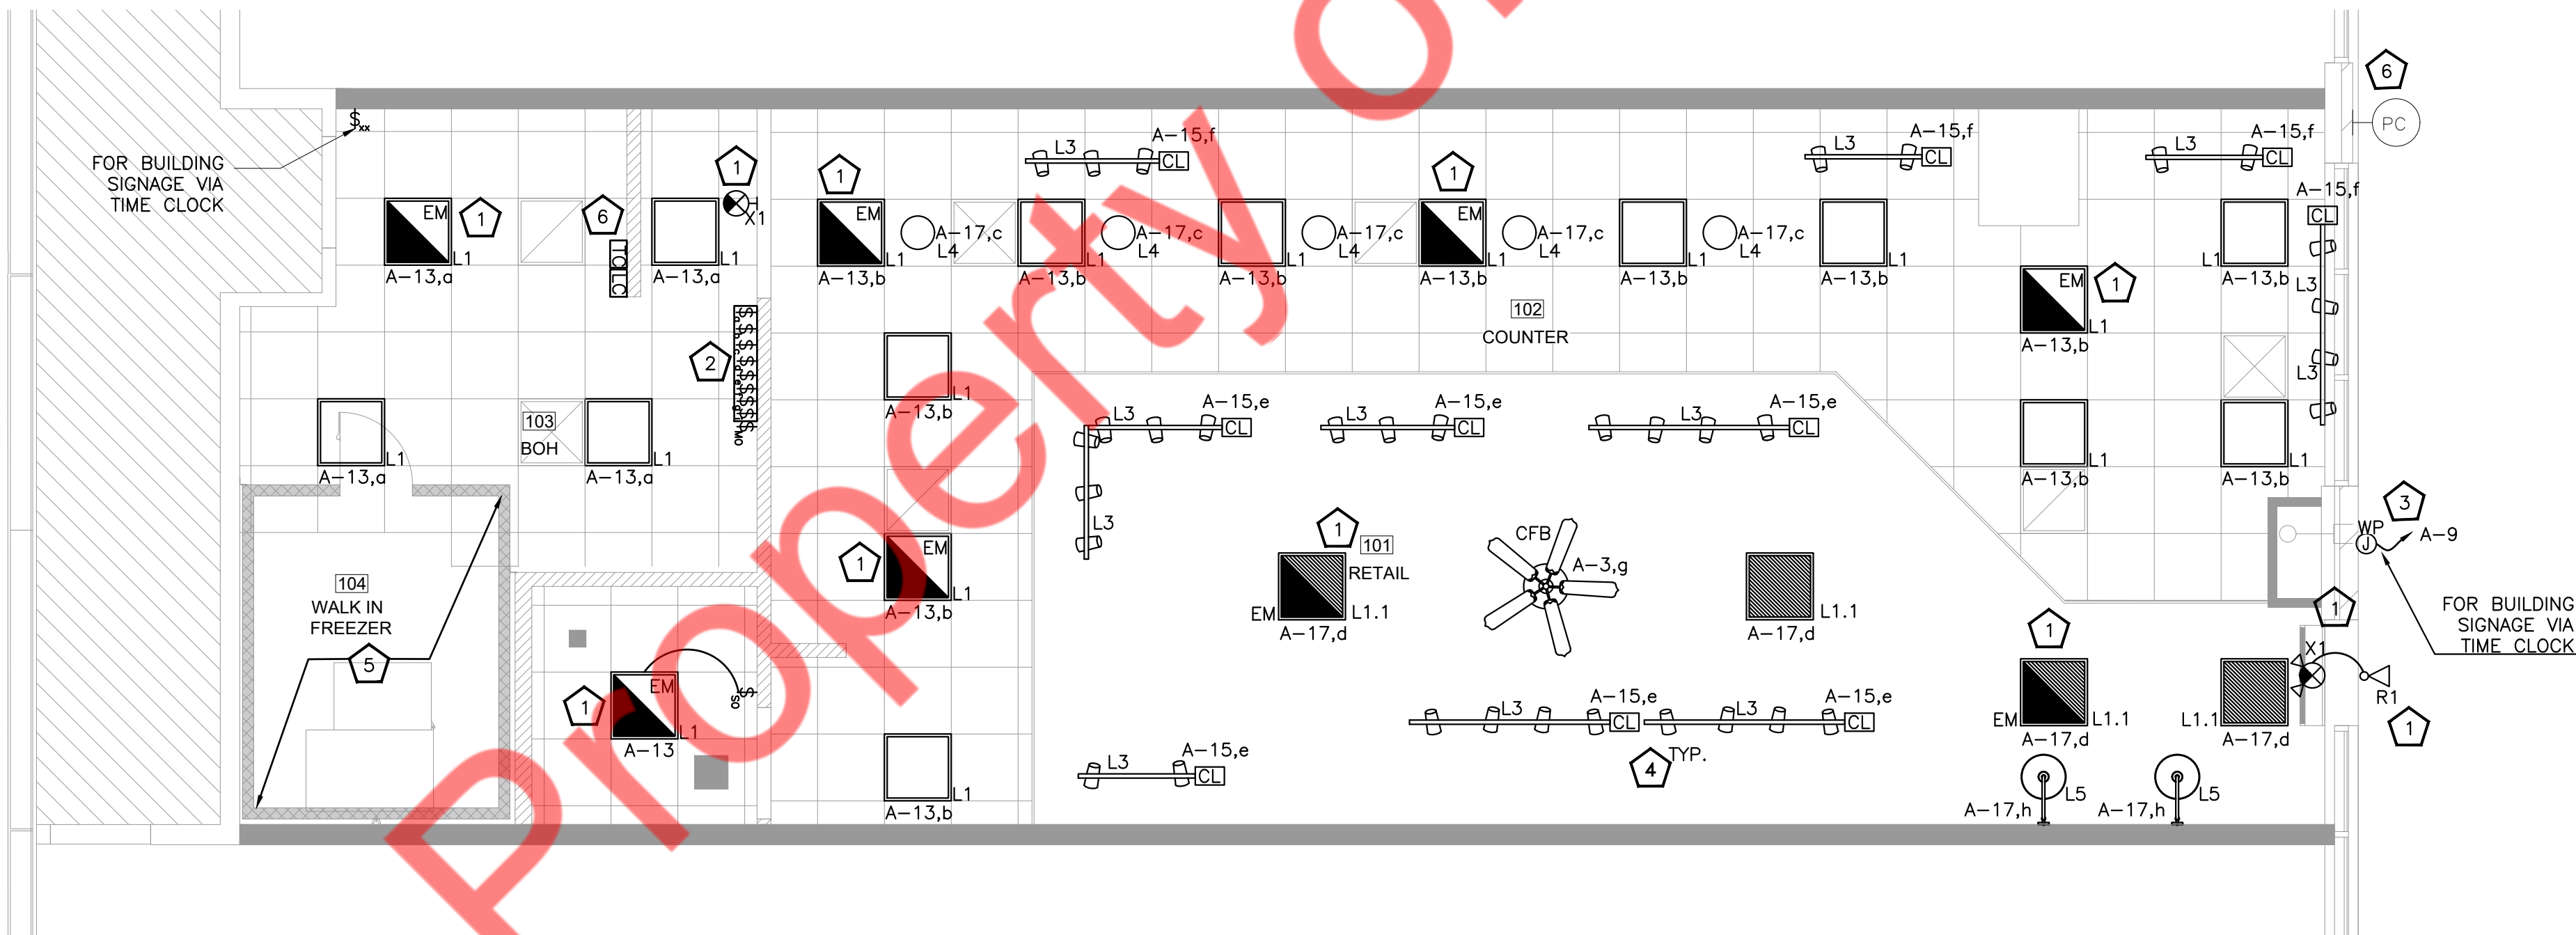 Property of
6
PC
$xx
FOR BUILDING
SIGNAGE VIA
TIME CLOCK
EM
1
L1
A-13,a
6
TC
LC
L1
A-13,a
1
X1
1
EM
L1
A-13,b
A-17,c
L4
L3
A-15,f
CL
L1
A-13,b
A-17,c
L4
L1
A-13,b
A-17,c
L4
1
EM
L1
A-13,b
A-17,c
L4
L1
A-13,b
A-17,c
L4
L3
A-15,f
CL
L1
A-13,b
L3
A-15,f
CL
A-15,f
CL
L3
L3
L1
A-13,b
EM
1
L1
A-13,b
102
COUNTER
2
MO
L1
A-13,b
L1
A-13,a
103
BOH
L1
A-13,a
L3
A-15,e
CL
L3
L3
A-15,e
CL
L3
A-15,e
CL
L1
A-13,b
L1
A-13,b
3
WP
J
A-9
FOR BUILDING
SIGNAGE VIA
TIME CLOCK
104
WALK IN
FREEZER
5
1
EM
L1
A-13,b
1
101
RETAIL
EM
L1.1
A-17,d
CFB
A-3,g
L1.1
A-17,d
1
EM
L1.1
A-17,d
1
X1
L1.1
A-17,d
R1
1
1
EM
L1
A-13
$so
L1
A-13,b
L3
A-15,e
CL
L3
A-15,e
CL
L3
A-15,e
CL
4
TYP.
L5
A-17,h
L5
A-17,h